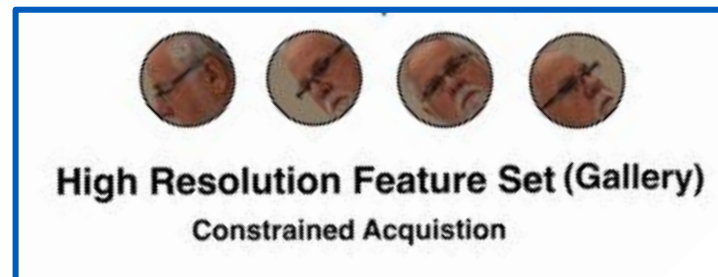 High Resolution Feature Set (Gallery)
Constrained Acquistion